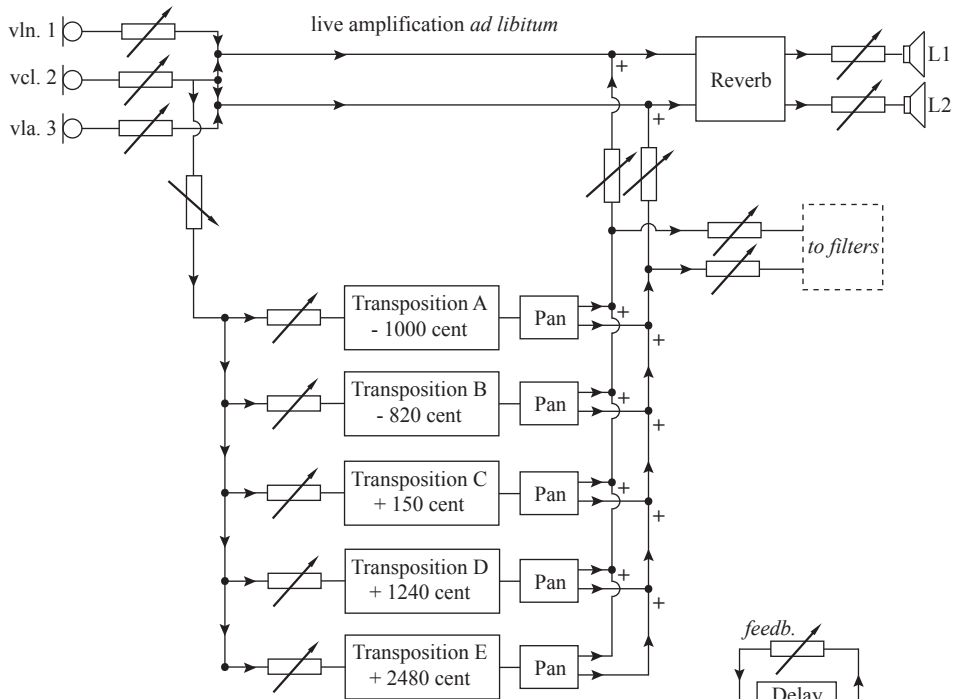 live amplification ad libitum
vln. 1
vcl. 2
vla. 3
+
+
Reverb
L1
L2
to filters
Transposition A
- 1000 cent
Pan
+
+
Transposition B
- 820 cent
Pan
+
+
Transposition C
+ 150 cent
Pan
+
+
Transposition D
+ 1240 cent
Pan
+
+
Transposition E
+ 2480 cent
Pan
feedb.
Delay